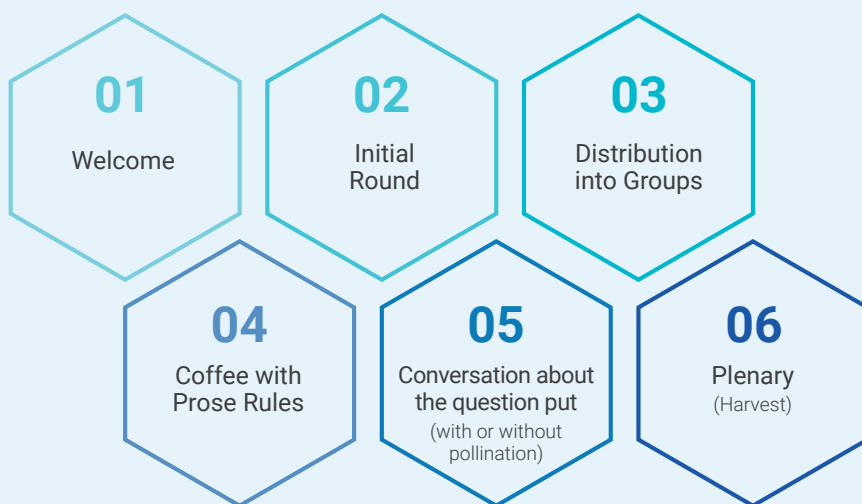 01
Welcome
02
Initial
Round
03
Distribution
into Groups
04
Coffee with
Prose Rules
05
Conversation about
the question put
(with or without
pollination)
06
Plenary
(Harvest)